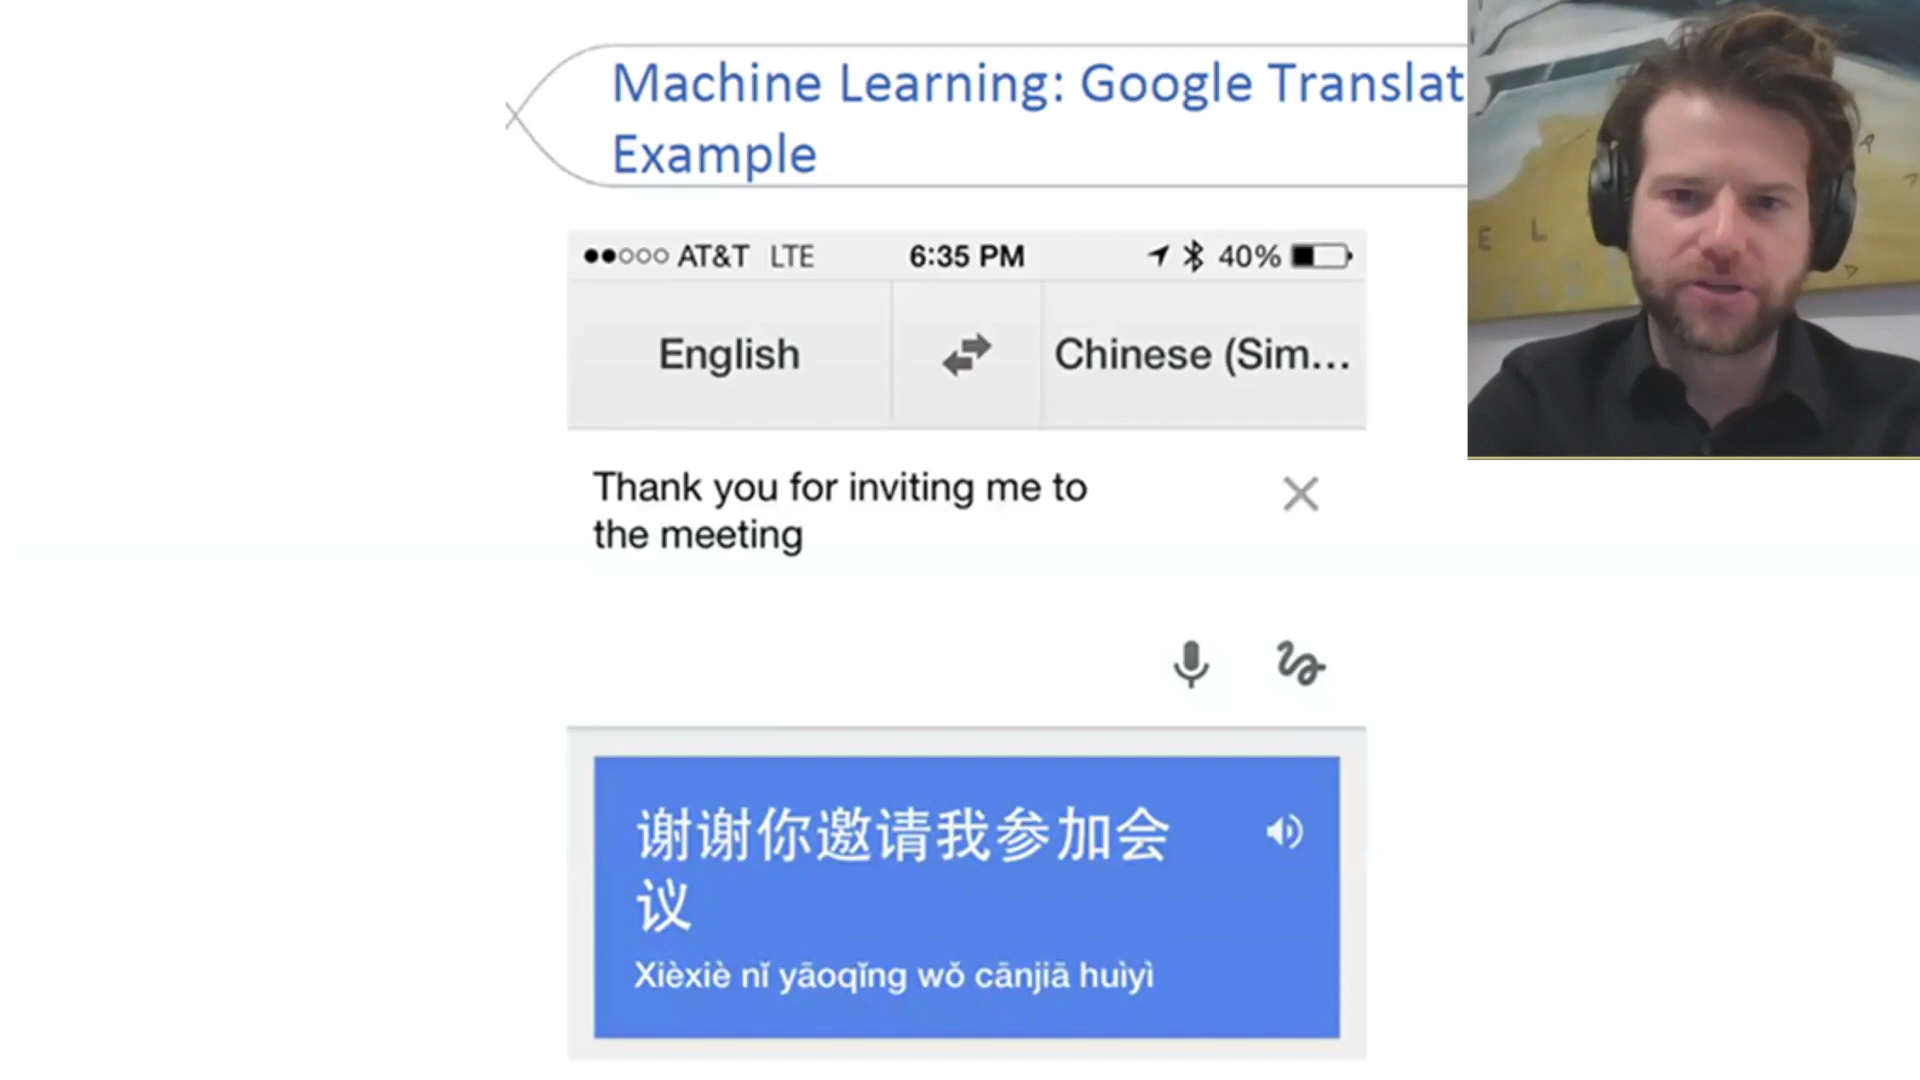 Machine Learning: Google Translat
Example
AT&T LTE 6:35 PM 40%
English Chinese (Sim...
Thank you for inviting me to
the meeting
谢谢你邀请我参加会
议
Xièxiè nǐ yāoqǐng wǒ cānjiā huìyì
E L A D